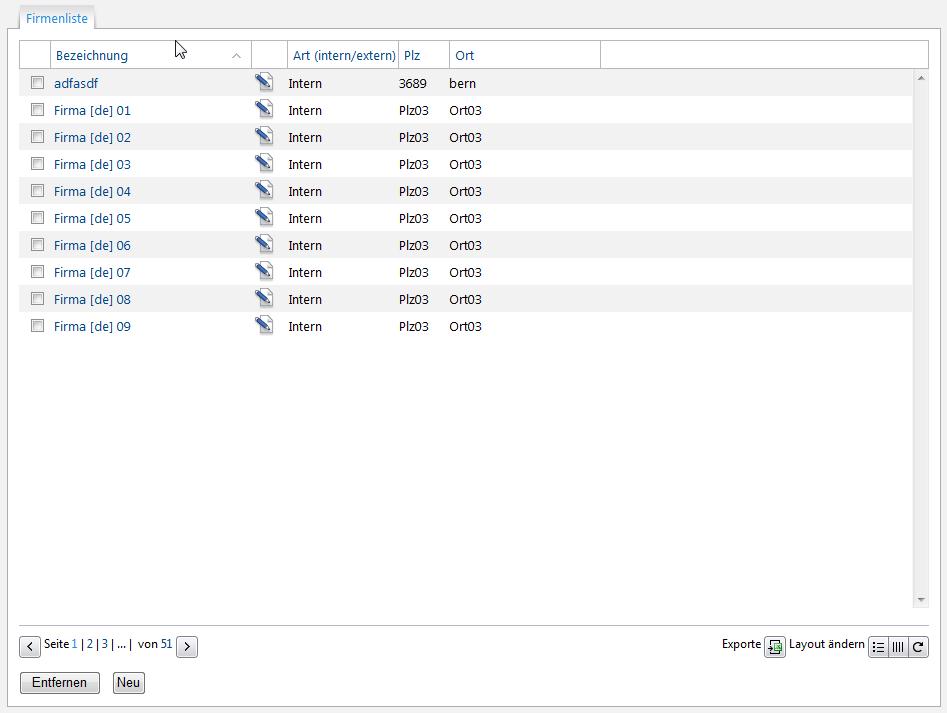 Firmenliste
Bezeichnung Art (intern/extern) Plz Ort
adfasdf Intern 3689 bern
Firma [de] 01 Intern Plz03 Ort03
Firma [de] 02 Intern Plz03 Ort03
Firma [de] 03 Intern Plz03 Ort03
Firma [de] 04 Intern Plz03 Ort03
Firma [de] 05 Intern Plz03 Ort03
Firma [de] 06 Intern Plz03 Ort03
Firma [de] 07 Intern Plz03 Ort03
Firma [de] 08 Intern Plz03 Ort03
Firma [de] 09 Intern Plz03 Ort03
Seite 1 | 2 | 3 | ... | von 51 Exporte Layout ändern
Entfernen Neu